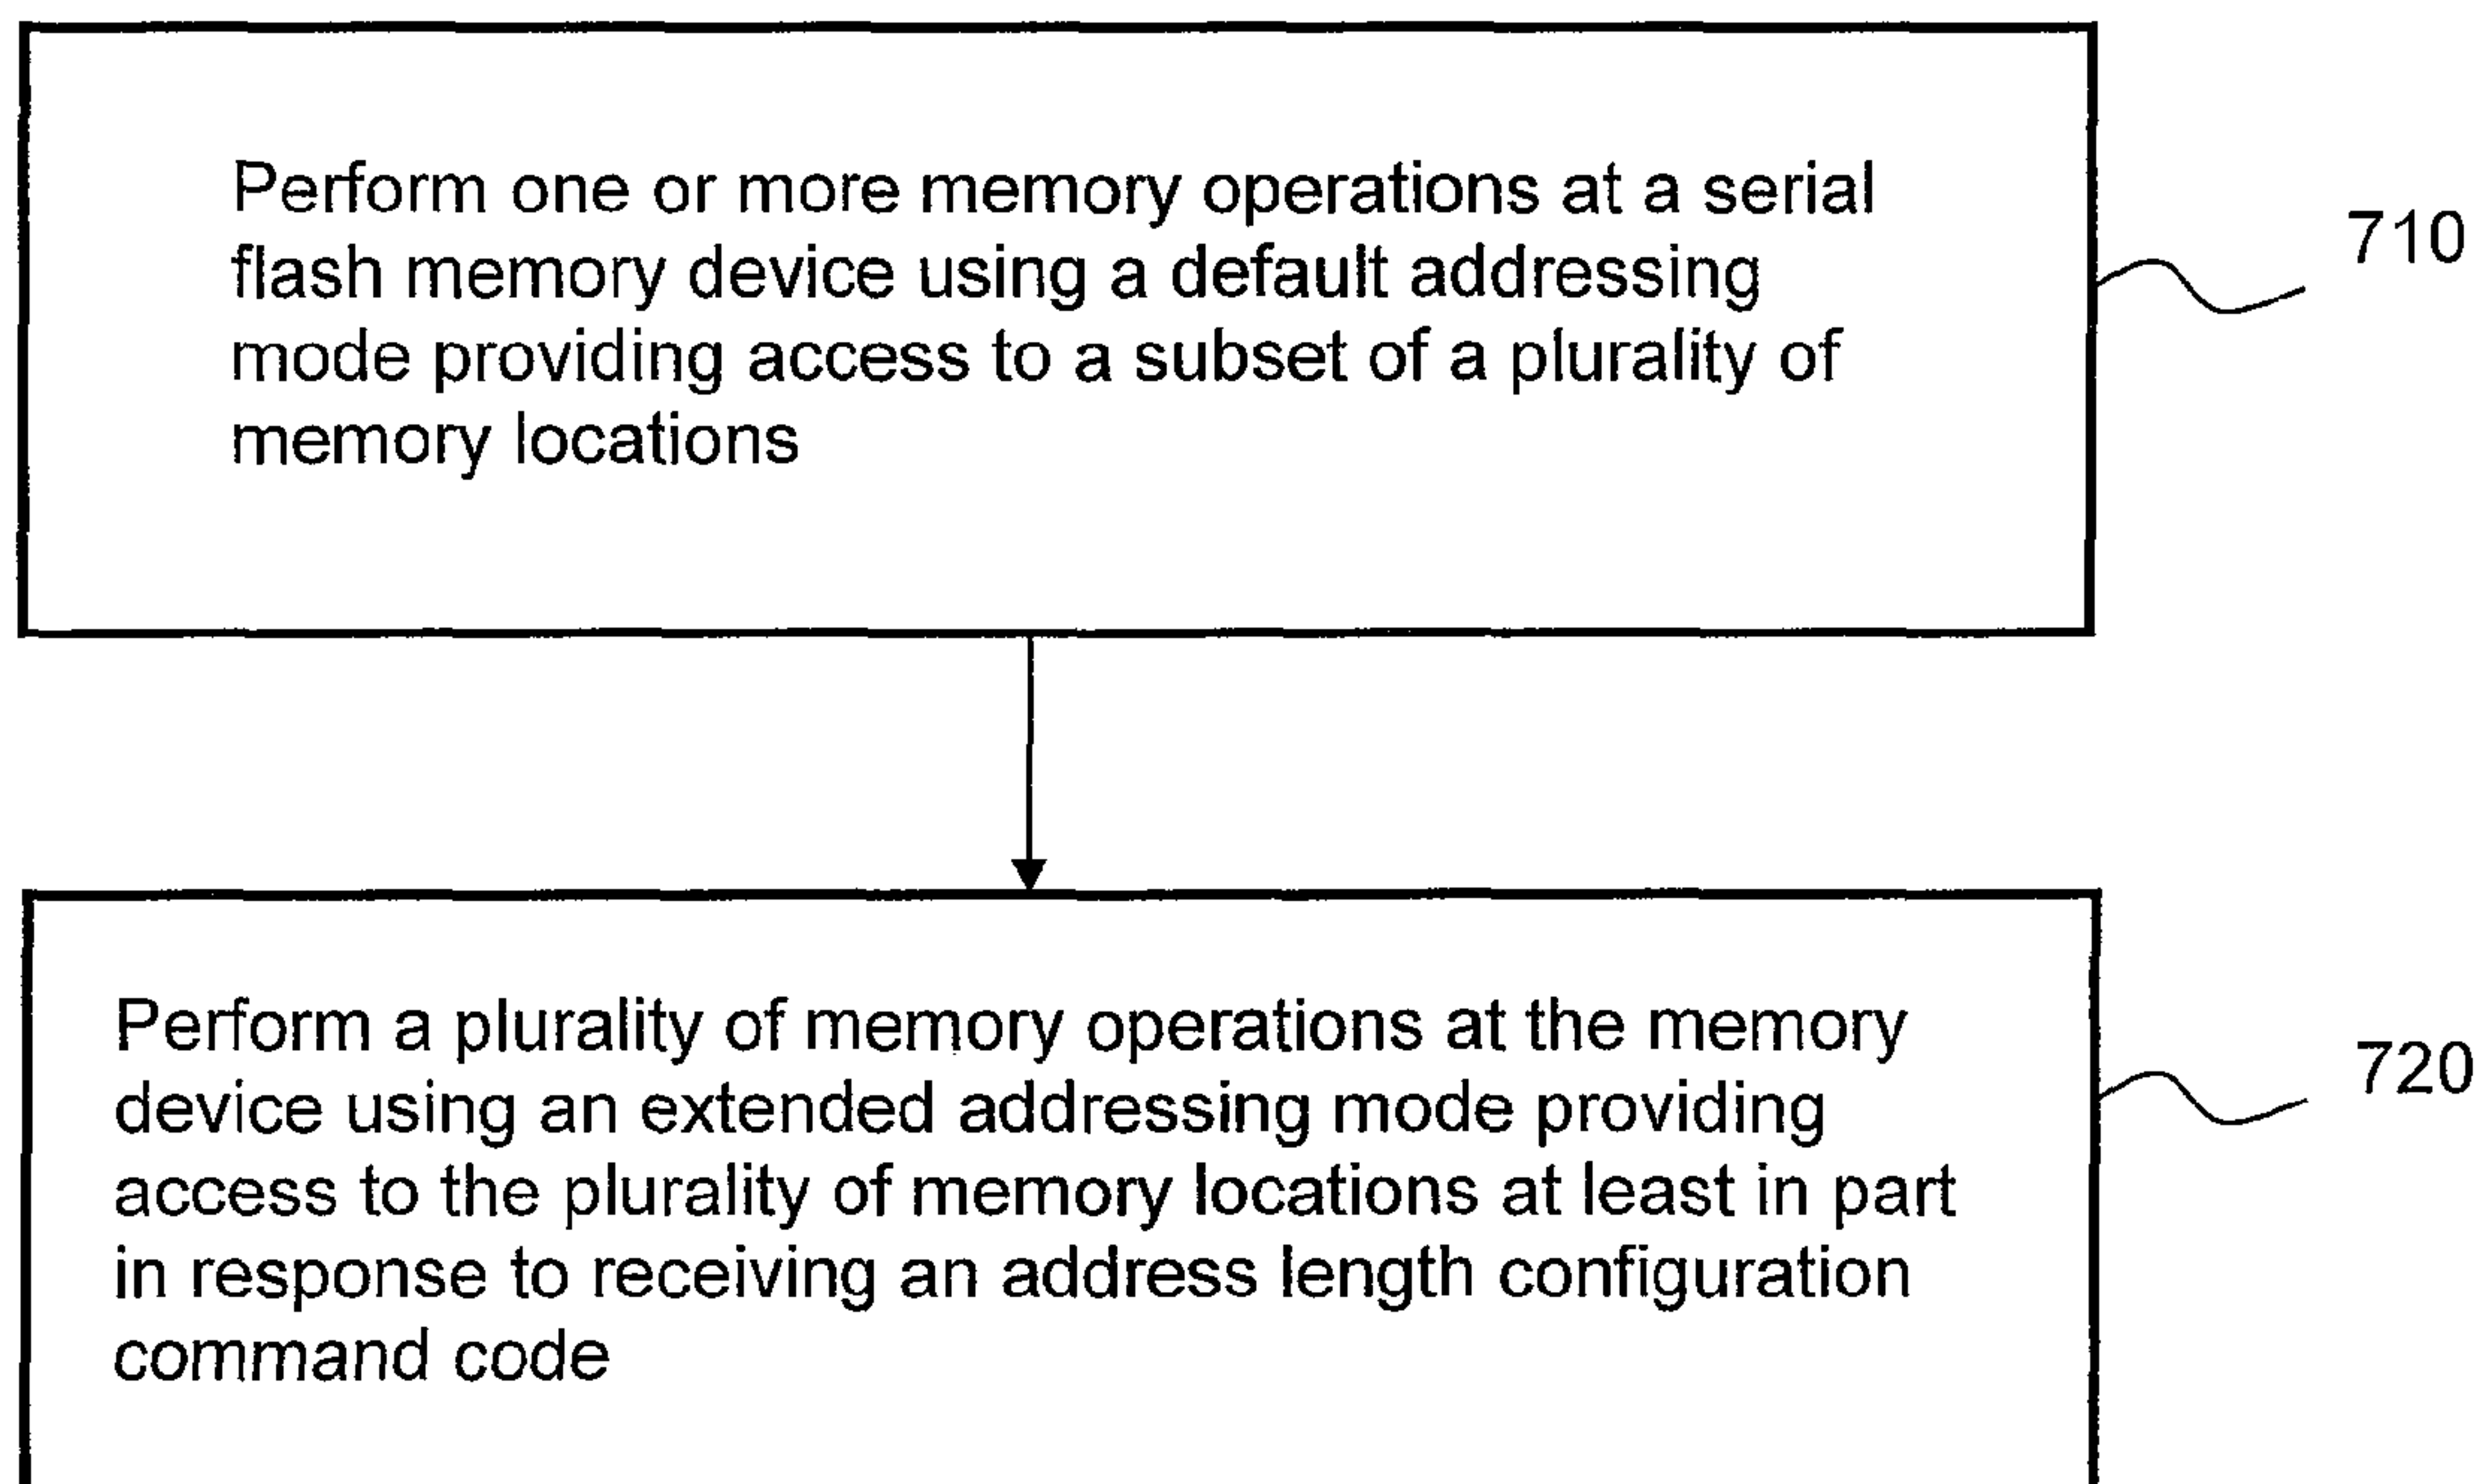 Perform one or more memory operations at a serial
flash memory device using a default addressing
mode providing access to a subset of a plurality of
memory locations
710
Perform a plurality of memory operations at the memory
device using an extended addressing mode providing
access to the plurality of memory locations at least in part
in response to receiving an address length configuration
command code
720